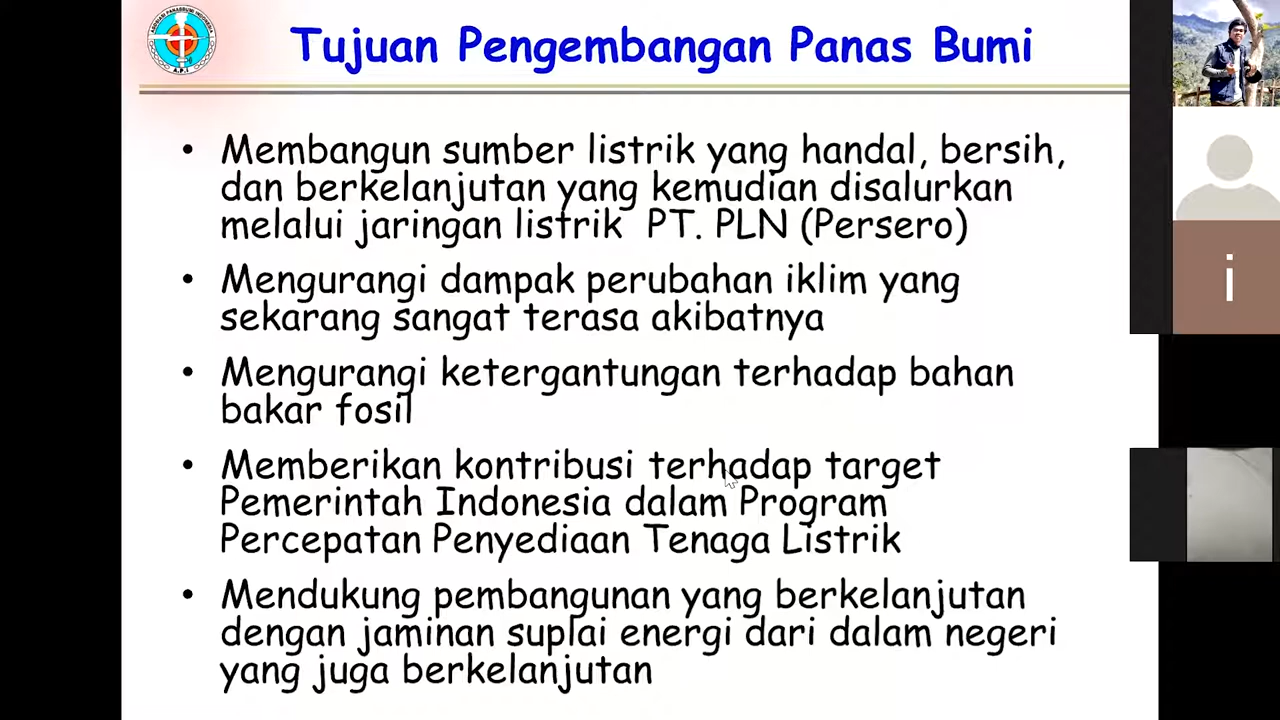 ASOSIASI PANASBUMI INDONESIA
A.P.I
Tujuan Pengembangan Panas Bumi
• Membangun sumber listrik yang handal, bersih,
dan berkelanjutan yang kemudian disalurkan
melalui jaringan listrik PT. PLN (Persero)
• Mengurangi dampak perubahan iklim yang
sekarang sangat terasa akibatnya
• Mengurangi ketergantungan terhadap bahan
bakar fosil
• Memberikan kontribusi terhadap target
Pemerintah Indonesia dalam Program
Percepatan Penyediaan Tenaga Listrik
• Mendukung pembangunan yang berkelanjutan
dengan jaminan suplai energi dari dalam negeri
yang juga berkelanjutan
i